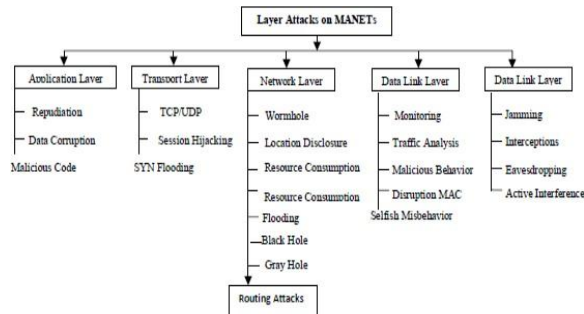 Layer Attacks on MANETs
Application Layer
Repudiation
Data Corruption
Malicious Code
Transport Layer
TCP/UDP
Session Hijacking
SYN Flooding
Network Layer
Wormhole
Location Disclosure
Resource Consumption
Resource Consumption
Flooding
Black Hole
Gray Hole
Routing Attacks
Data Link Layer
Monitoring
Traffic Analysis
Malicious Behavior
Disruption MAC
Selfish Misbehavior
Data Link Layer
Jamming
Interceptions
Eavesdropping
Active Interference